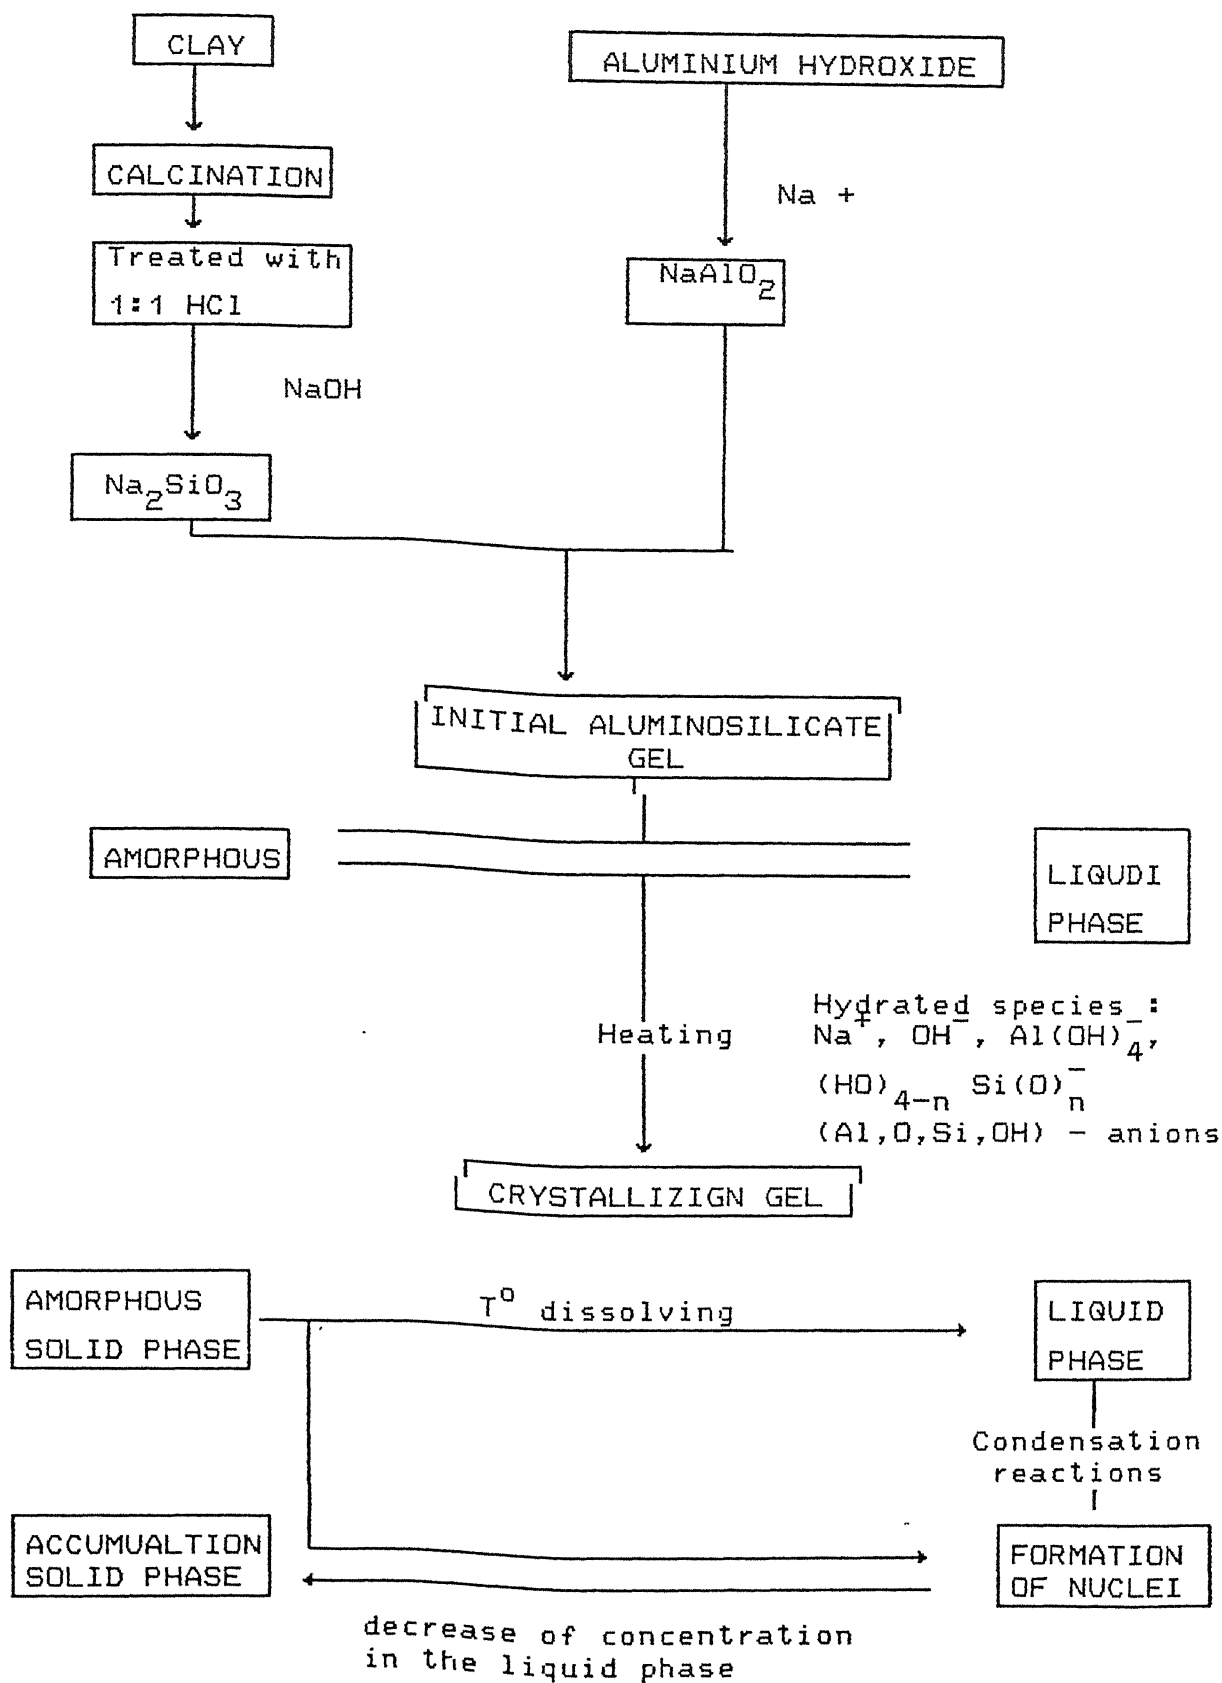 CLAY
ALUMINIUM HYDROXIDE
CALCINATION
Na +
Treated with
1:1 HCl
NaAlO2
NaOH
Na2SiO3
INITIAL ALUMINOSILICATE
GEL
AMORPHOUS
LIQUDI
PHASE
Heating
Hydrated species :
Na+, OH-, Al(OH)4-,
(HO)4-n Si(O)n-
(Al,O,Si,OH) - anions
CRYSTALLIZIGN GEL
AMORPHOUS
SOLID PHASE
To dissolving
LIQUID
PHASE
Condensation
reactions
ACCUMUALTION
SOLID PHASE
FORMATION
OF NUCLEI
decrease of concentration
in the liquid phase